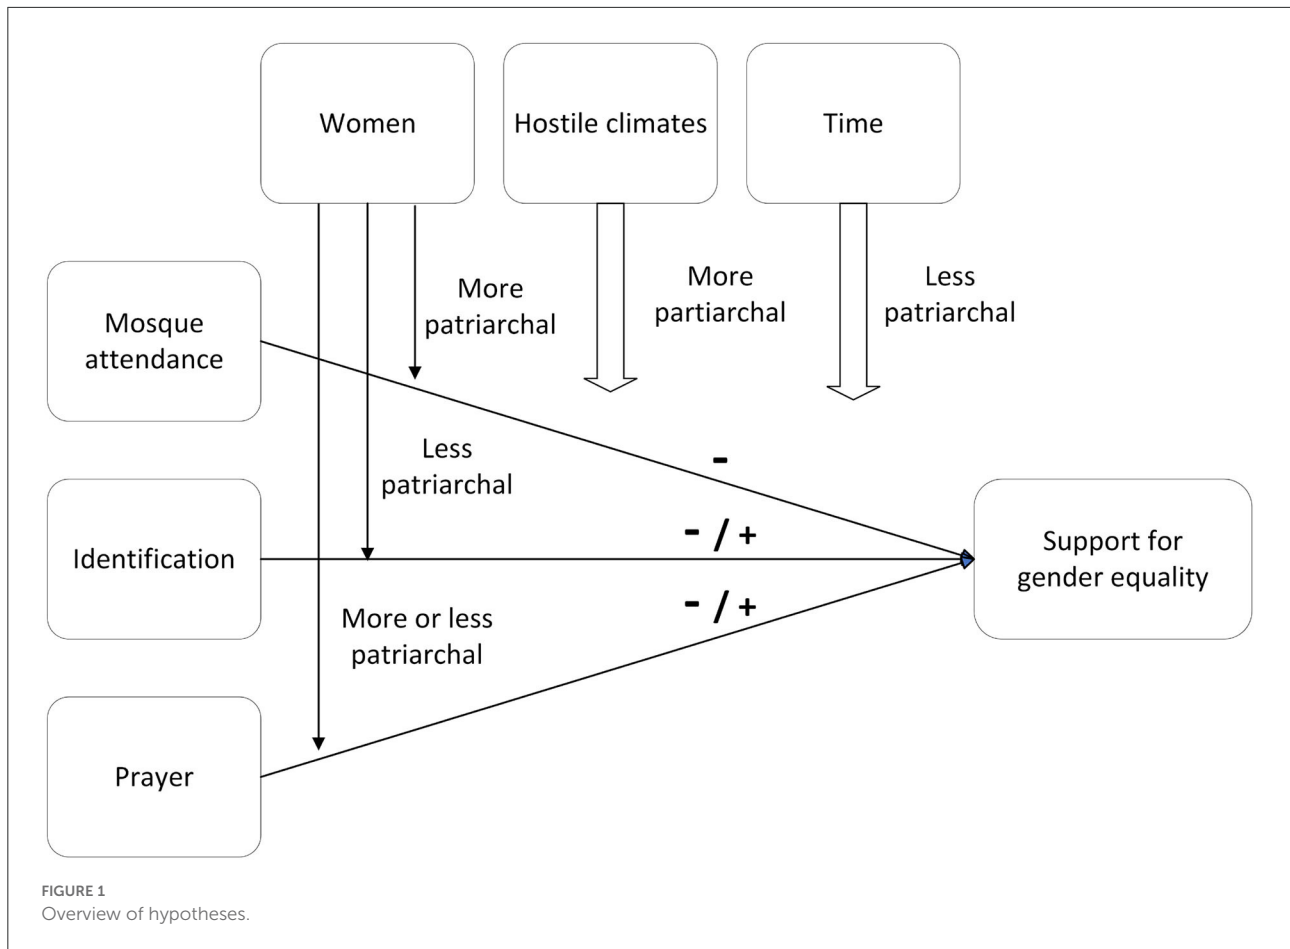 Women
Hostile climates
Time
More
patriarchal
More
partiarchal
Less
patriarchal
Mosque
attendance
Less
patriarchal
-
Identification
- / +
Support for
gender equality
More or less
patriarchal
- / +
Prayer
FIGURE 1
Overview of hypotheses.